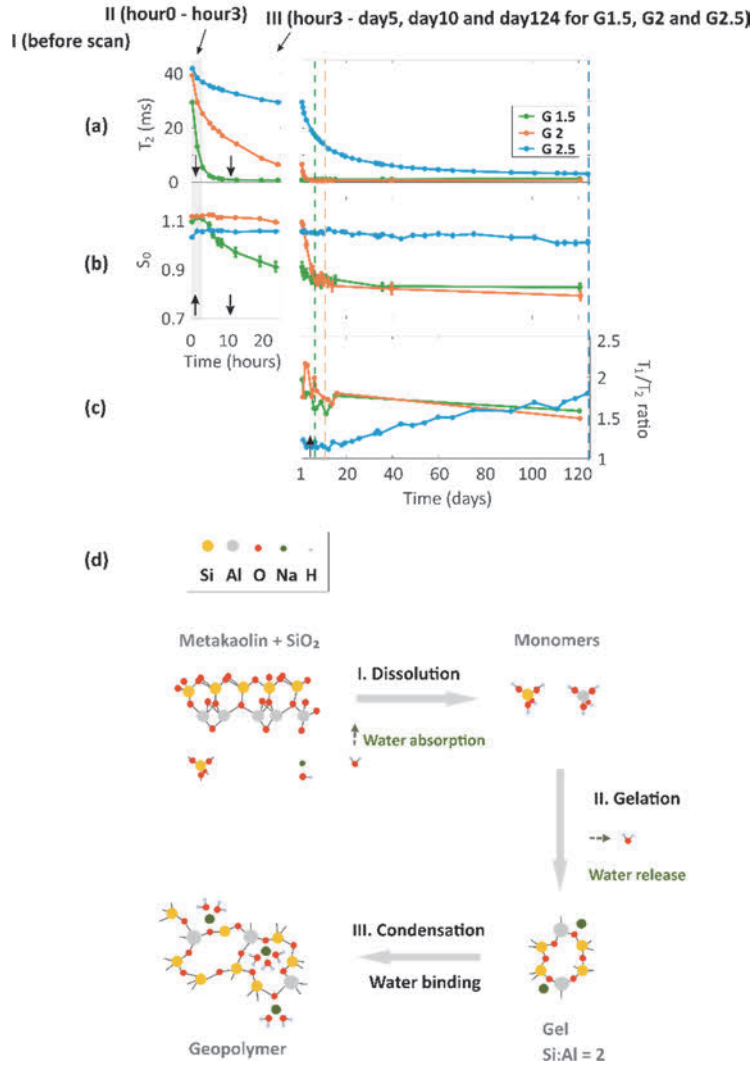 II (hour0 - hour3)
III (hour3 - day5, day10 and day124 for G1.5, G2 and G2.5)
I (before scan)
(a)
T₂ (ms)
40
20
0
G 1.5
G 2
G 2.5
(b)
S₀
1.1
0.9
0.7
0 10 20
Time (hours)
(c)
2.5
2
1.5
1
T₁/T₂ ratio
1 20 40 60 80 100 120
Time (days)
(d)
Si Al O Na H
Metakaolin + SiO₂
Monomers
I. Dissolution
Water absorption
II. Gelation
Water release
III. Condensation
Water binding
Geopolymer
Gel
Si:Al = 2